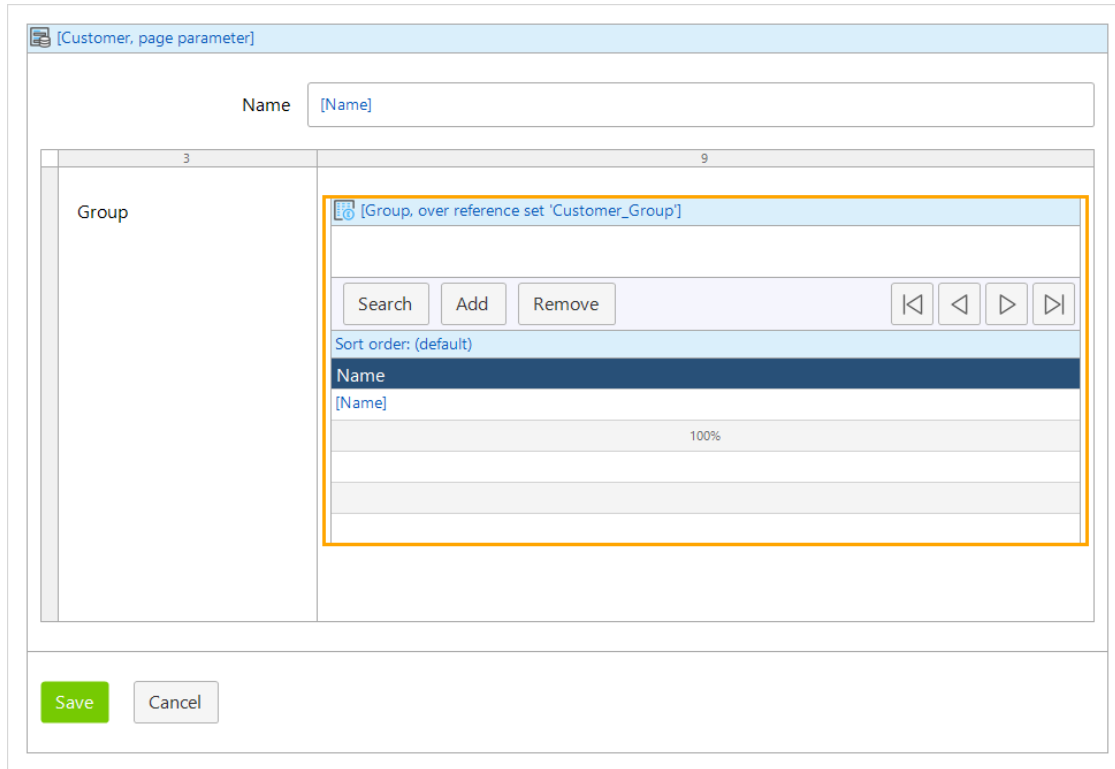 [Customer, page parameter]
Name [Name]
3 9
Group
[Group, over reference set 'Customer_Group']
Search Add Remove
Sort order: (default)
Name
[Name]
100%
Save Cancel